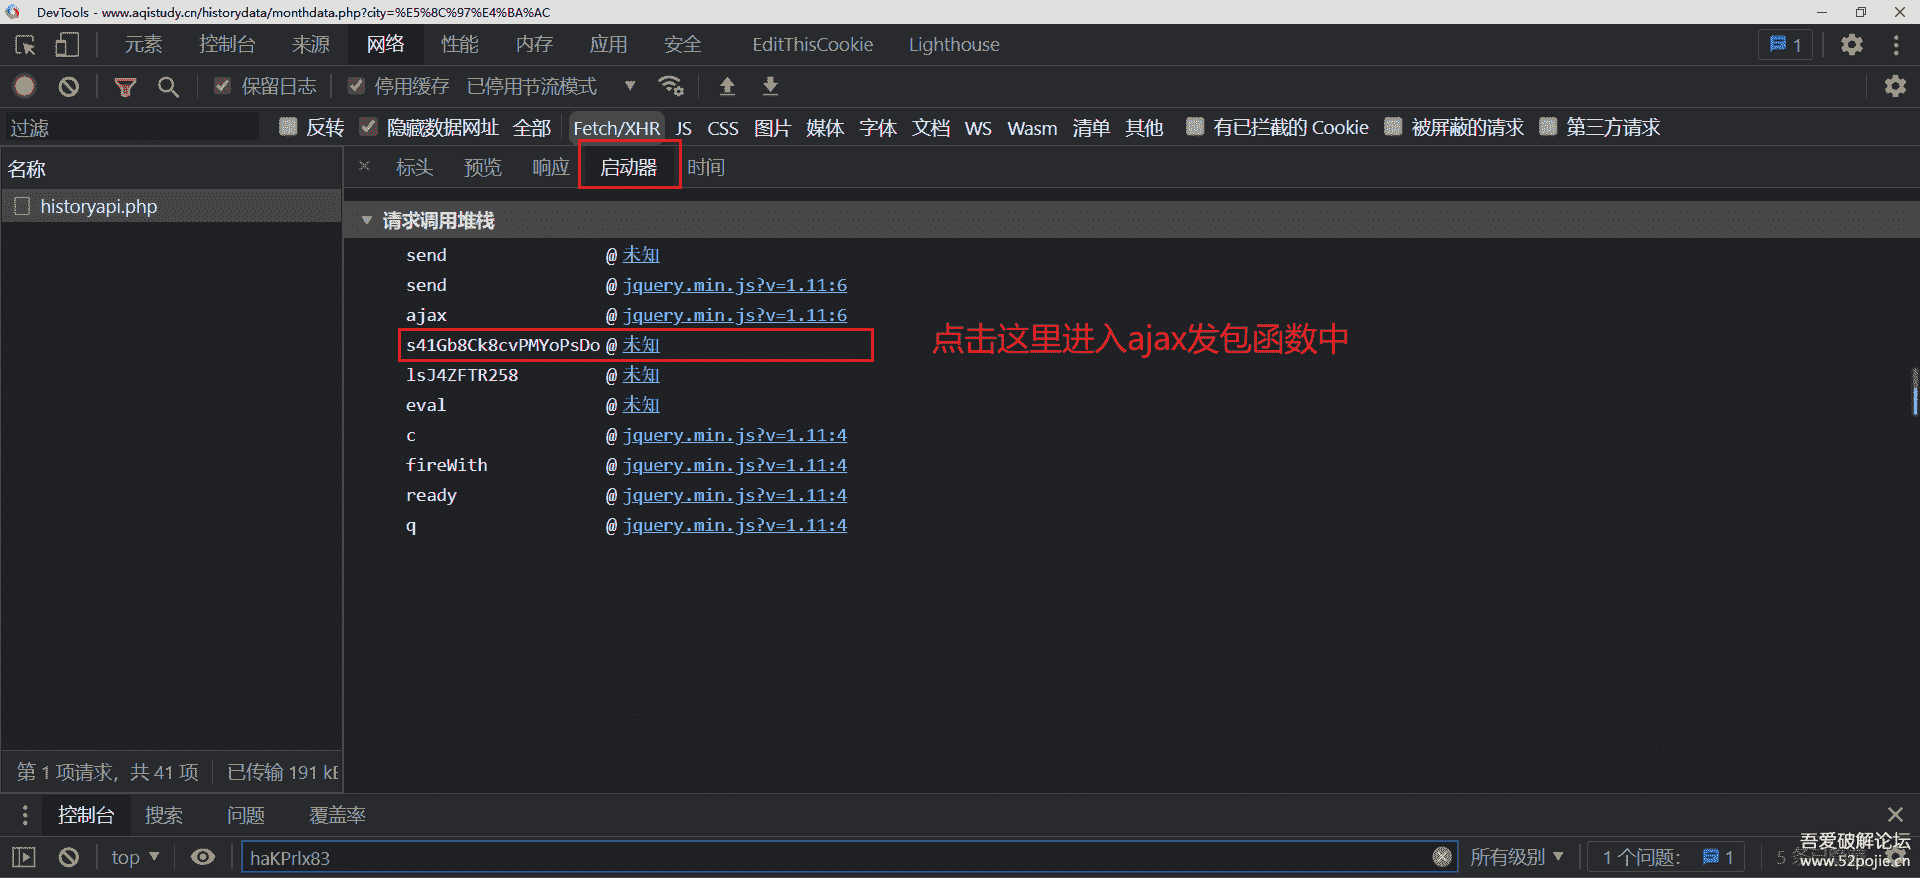 DevTools - www.aqistudy.cn/historydata/monthdata.php?city=%E5%8C%97%E4%BA%AC
元素 控制台 来源 网络 性能 内存 应用 安全 EditThisCookie Lighthouse 1
保留日志 停用缓存 已停用节流模式
过滤 反转 隐藏数据网址 全部 Fetch/XHR JS CSS 图片 媒体 字体 文档 WS Wasm 清单 其他 有已拦截的 Cookie 被屏蔽的请求 第三方请求
名称
× 标头 预览 响应 启动器 时间
historyapi.php
请求调用堆栈
send @ 未知
send @ jquery.min.js?v=1.11:6
ajax @ jquery.min.js?v=1.11:6
s41Gb8Ck8cvPMYoPsDo @ 未知
点击这里进入ajax发包函数中
lsJ4ZFTR258 @ 未知
eval @ 未知
c @ jquery.min.js?v=1.11:4
fireWith @ jquery.min.js?v=1.11:4
ready @ jquery.min.js?v=1.11:4
q @ jquery.min.js?v=1.11:4
第 1 项请求，共 41 项 已传输 191 kB
控制台 搜索 问题 覆盖率
top haKPrlx83 所有级别 1 个问题: 1 5 条
吾爱破解论坛
www.52pojie.cn